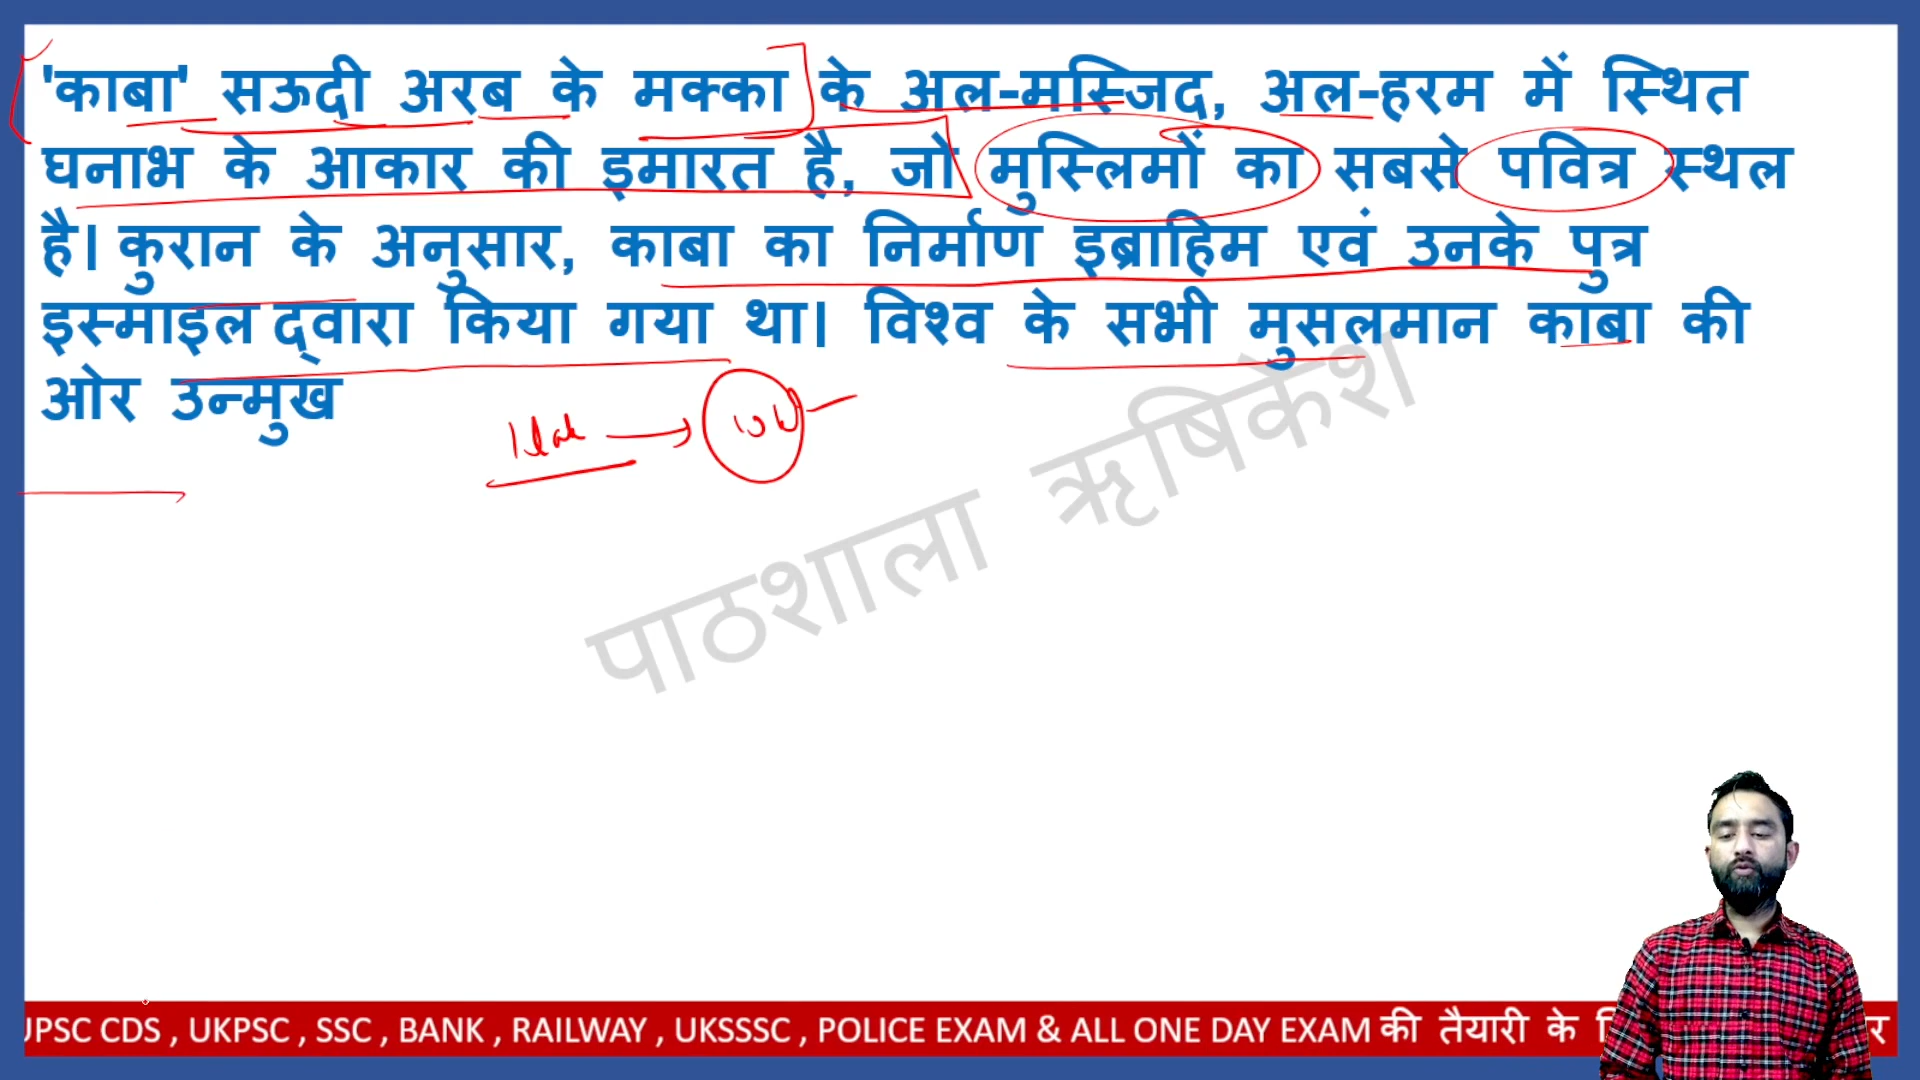 'काबा' सऊदी अरब के मक्का के अल-मस्जिद, अल-हरम में स्थित
घनाभ के आकार की इमारत है, जो मुस्लिमों का सबसे पवित्र स्थल
है। कुरान के अनुसार, काबा का निर्माण इब्राहिम एवं उनके पुत्र
इस्माइल द्वारा किया गया था। विश्व के सभी मुसलमान काबा की
ओर उन्मुख
पाठशाला ऋषिकेश
UPSC CDS , UKPSC , SSC , BANK , RAILWAY , UKSSSC , POLICE EXAM & ALL ONE DAY EXAM की तैयारी के